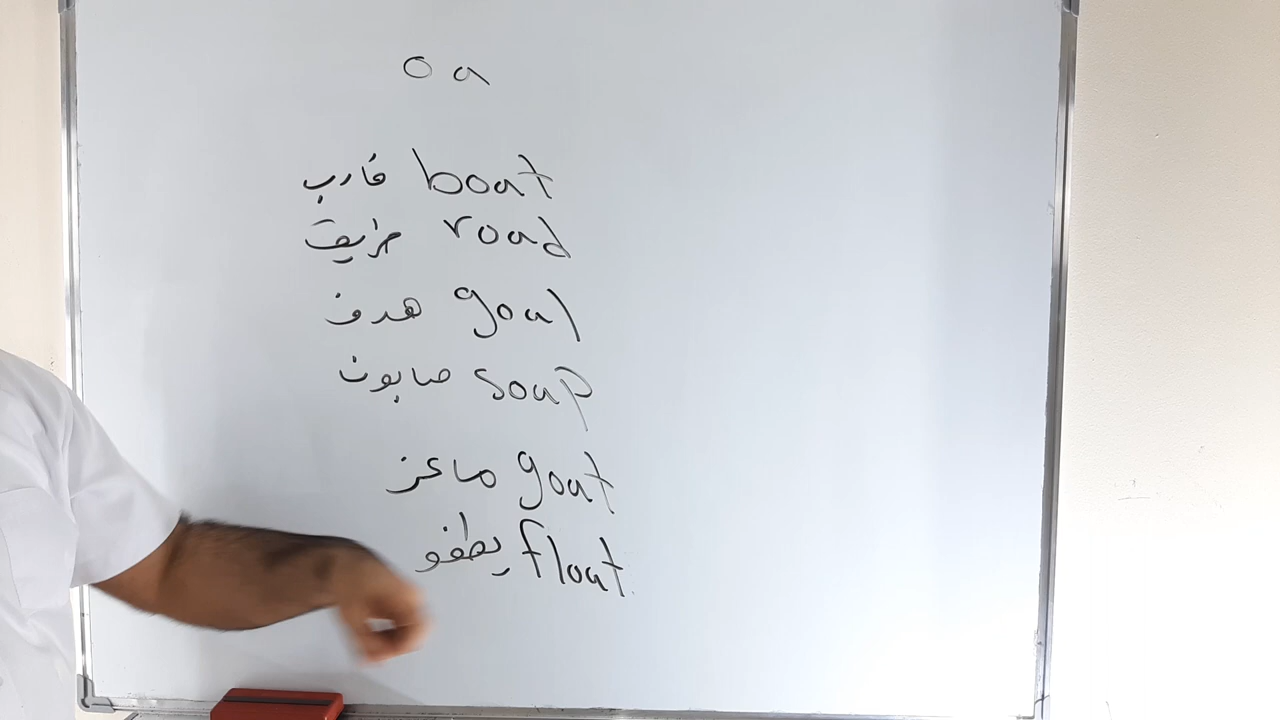 oa
قارب boat
طريق road
هدف goal
صابون soap
ماعز goat
يطفو float